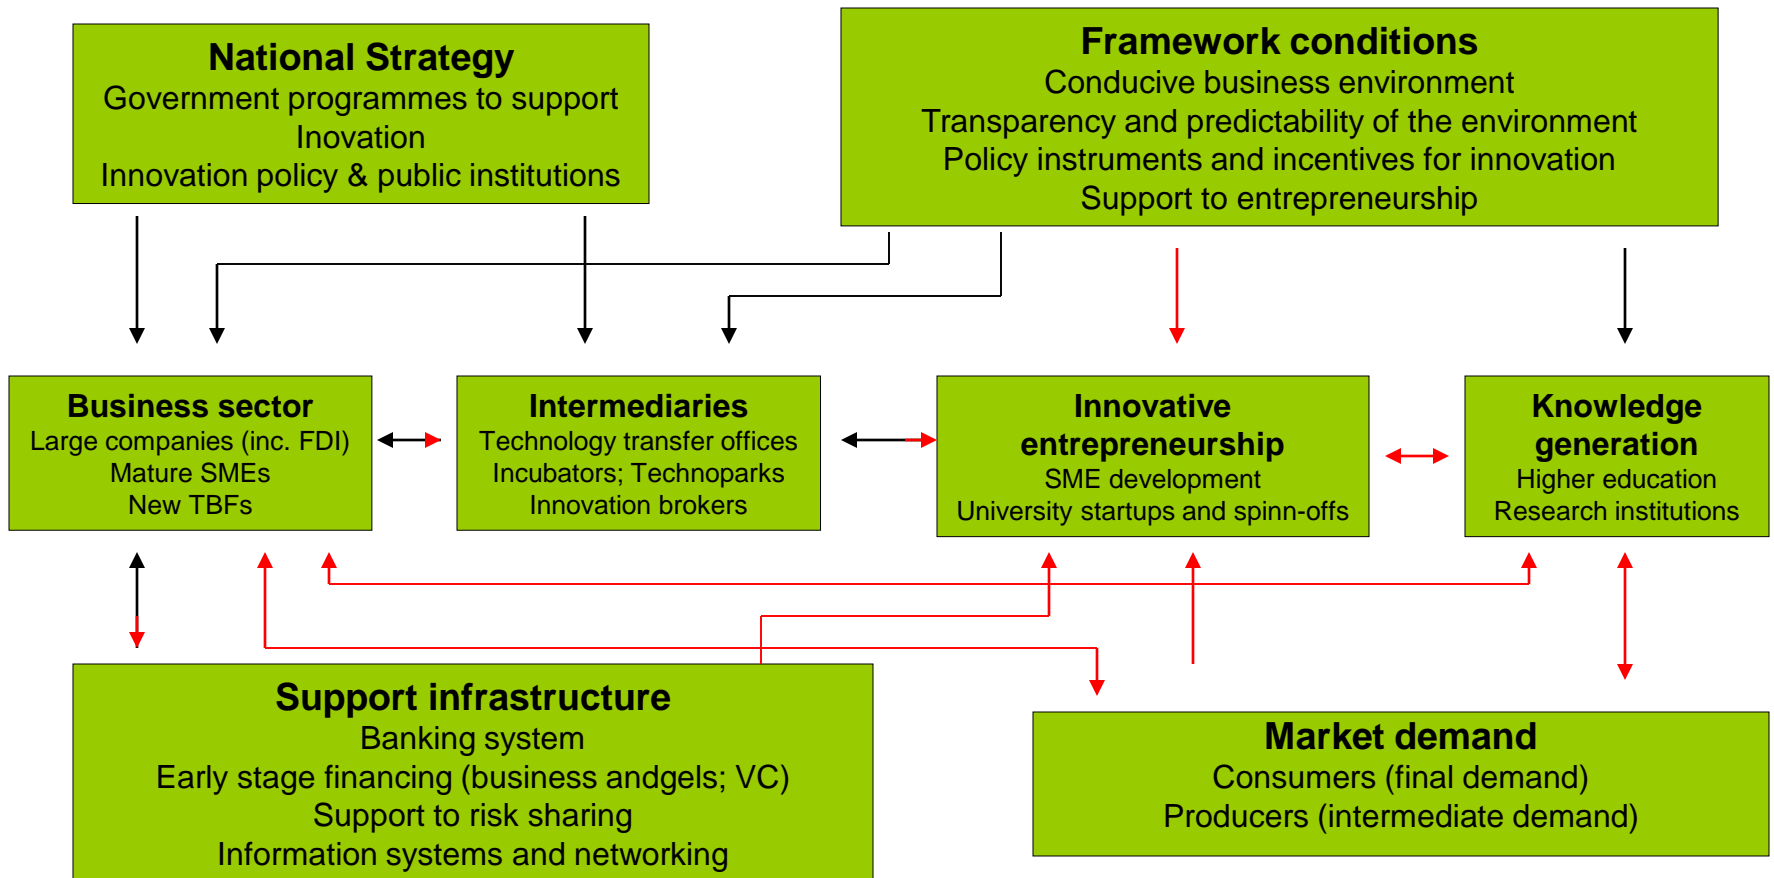 National Strategy
Government programmes to support
Inovation
Innovation policy & public institutions
Framework conditions
Conducive business environment
Transparency and predictability of the environment
Policy instruments and incentives for innovation
Support to entrepreneurship
Business sector
Large companies (inc. FDI)
Mature SMEs
New TBFs
Intermediaries
Technology transfer offices
Incubators; Technoparks
Innovation brokers
Innovative
entrepreneurship
SME development
University startups and spinn-offs
Knowledge
generation
Higher education
Research institutions
Support infrastructure
Banking system
Early stage financing (business andgels; VC)
Support to risk sharing
Information systems and networking
Market demand
Consumers (final demand)
Producers (intermediate demand)